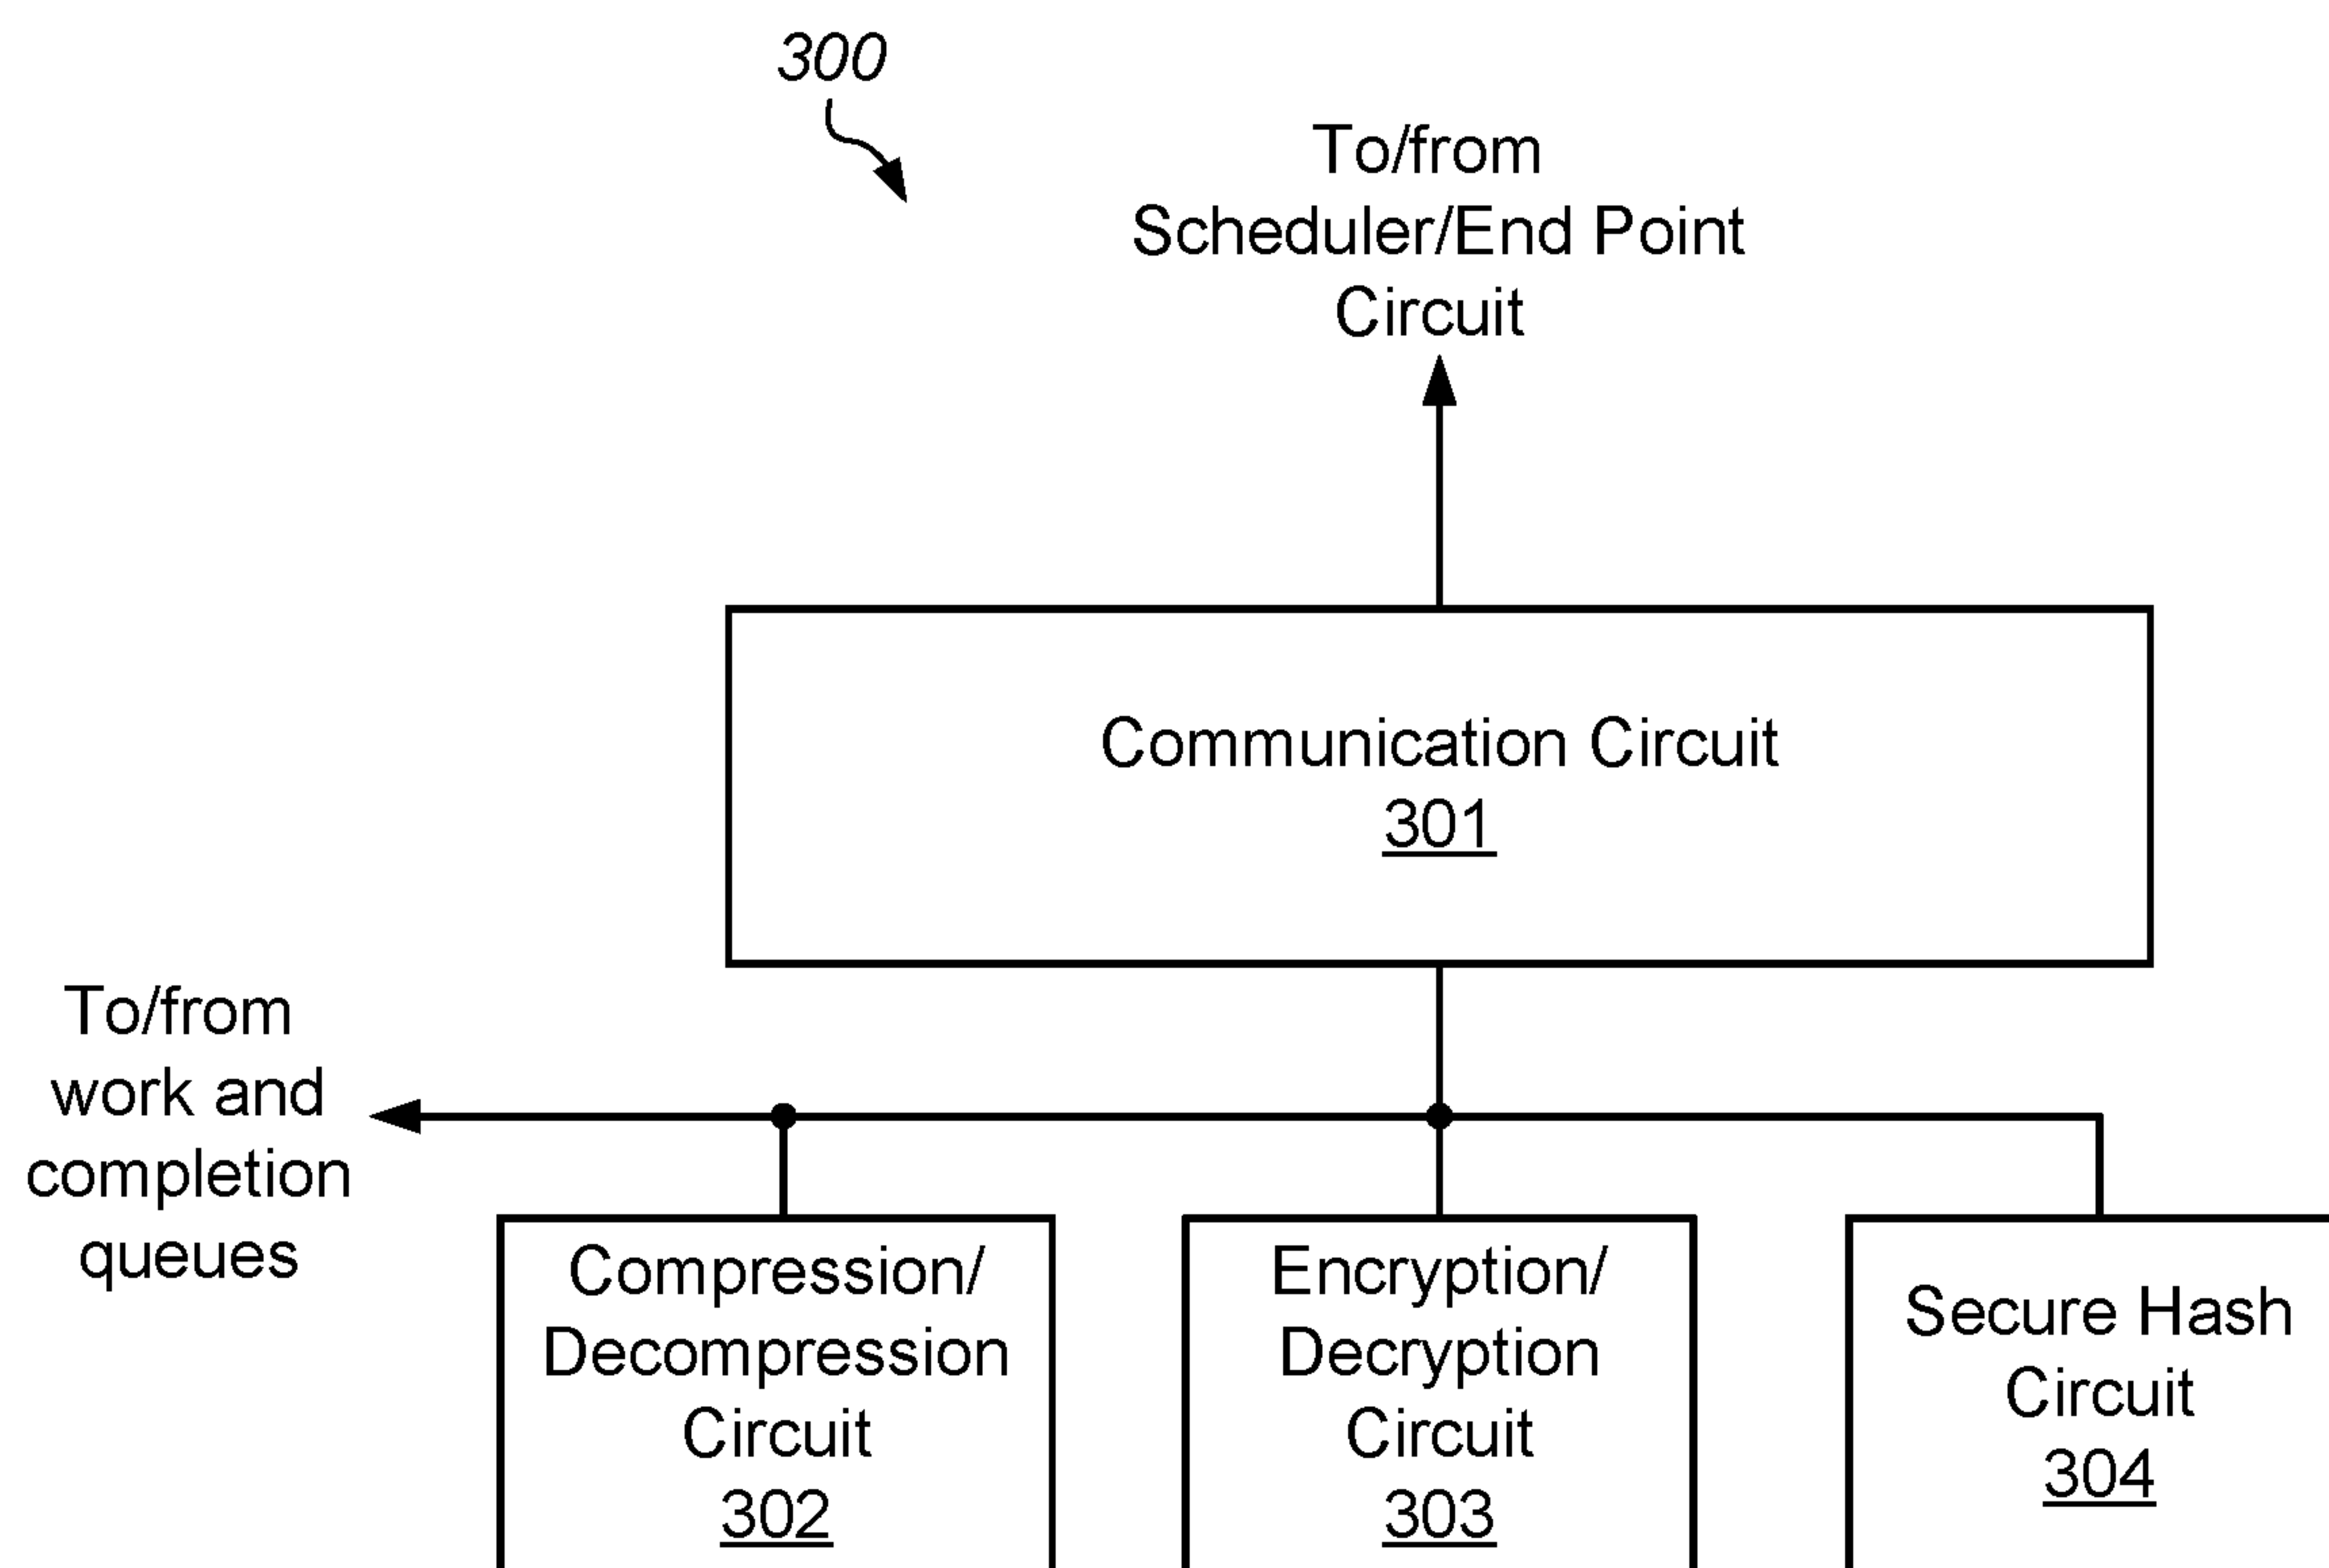 300
To/from
Scheduler/End Point
Circuit
Communication Circuit
301
To/from
work and
completion
queues
Compression/
Decompression
Circuit
302
Encryption/
Decryption
Circuit
303
Secure Hash
Circuit
304